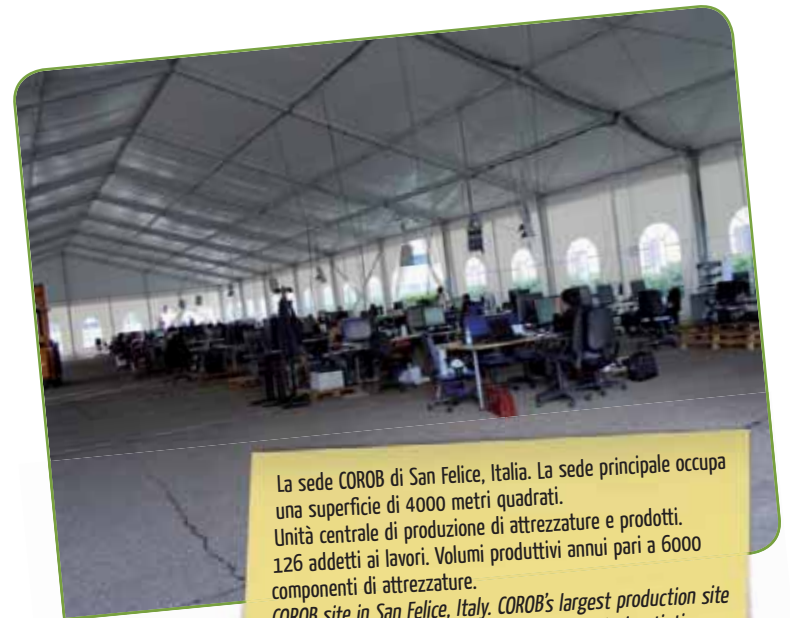 La sede COROB di San Felice, Italia. La sede principale occupa
una superficie di 4000 metri quadrati.
Unità centrale di produzione di attrezzature e prodotti.
126 addetti ai lavori. Volumi produttivi annui pari a 6000
componenti di attrezzature.
COROB site in San Felice, Italy. COROB's largest production site